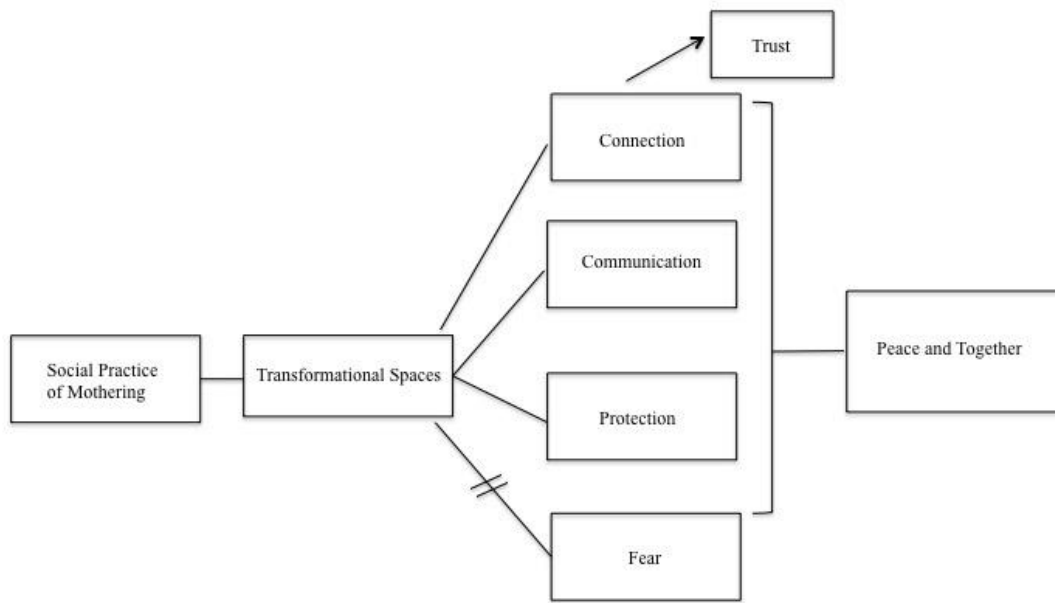 Trust
Connection
Communication
Social Practice
of Mothering
Transformational Spaces
Protection
Fear
Peace and Together